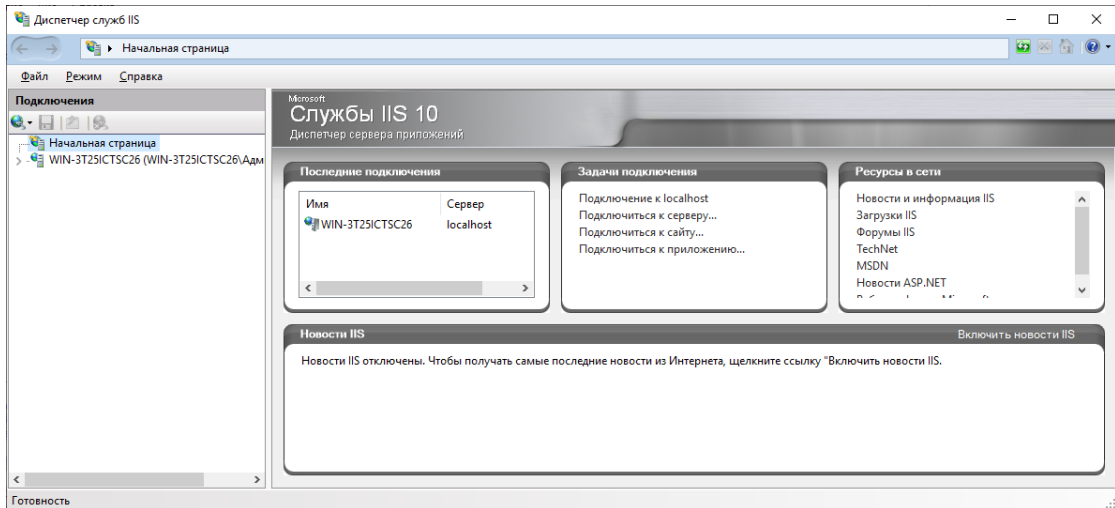 Диспетчер служб IIS
Начальная страница
Файл Режим Справка
Подключения
Начальная страница
WIN-3T25ICTSC26 (WIN-3T25ICTSC26\Адм
Microsoft
Службы IIS 10
Диспетчер сервера приложений
Последние подключения
Имя Сервер
WIN-3T25ICTSC26 localhost
Задачи подключения
Подключение к localhost
Подключиться к серверу...
Подключиться к сайту...
Подключиться к приложению...
Ресурсы в сети
Новости и информация IIS
Загрузки IIS
Форумы IIS
TechNet
MSDN
Новости ASP.NET
Новости IIS
Включить новости IIS
Новости IIS отключены. Чтобы получать самые последние новости из Интернета, щелкните ссылку "Включить новости IIS.
Готовность